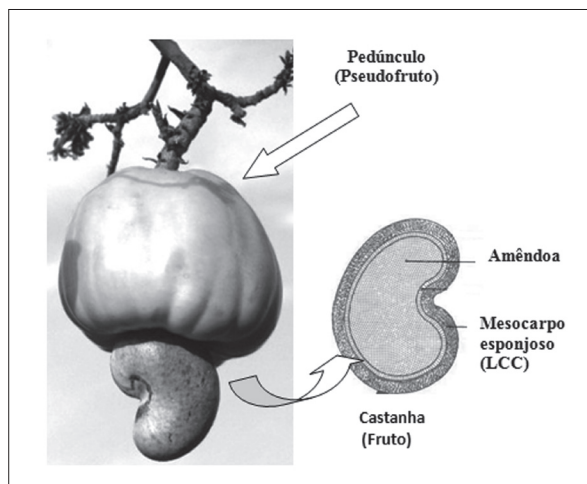 Pedúnculo
(Pseudofruto)
Amêndoa
Mesocarpo
esponjoso
(LCC)
Castanha
(Fruto)